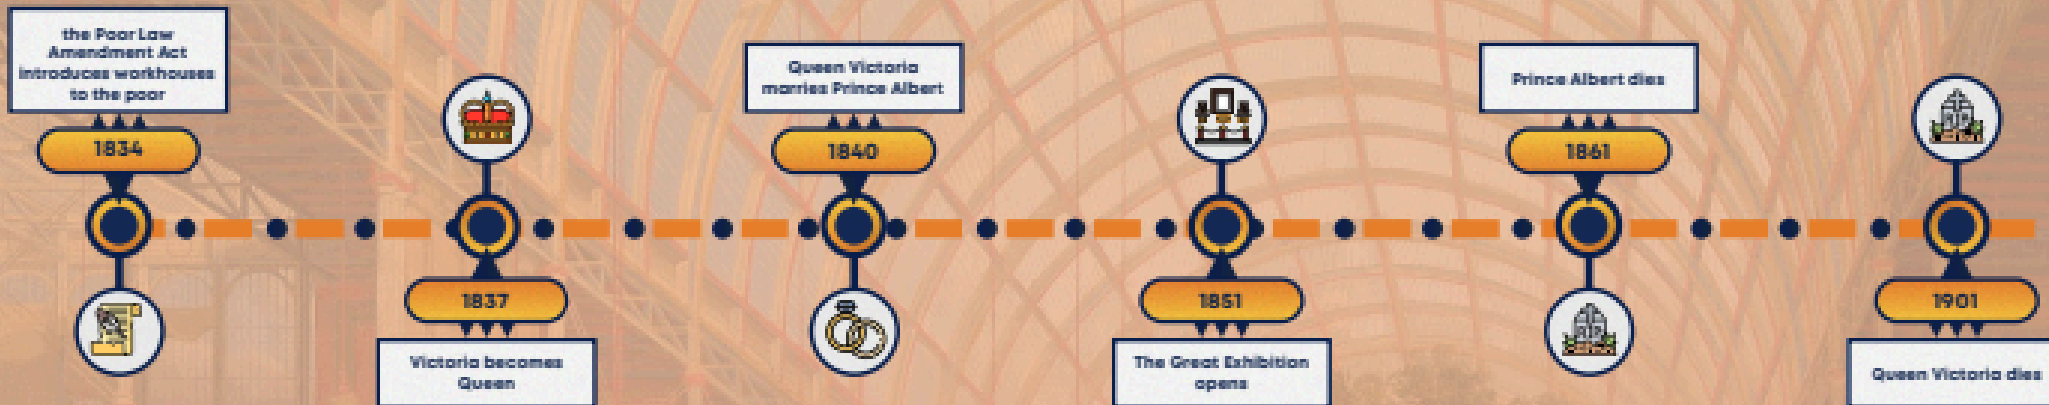 the Poor Law
Amendment Act
introduces workhouses
to the poor
1834
1837
Victoria becomes
Queen
Queen Victoria
marries Prince Albert
1840
1851
The Great Exhibition
opens
Prince Albert dies
1861
1901
Queen Victoria dies